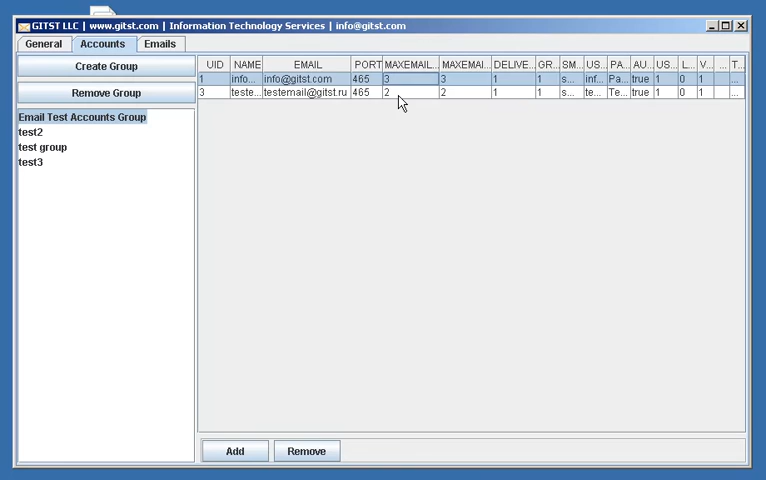 GITST LLC | www.gitst.com | Information Technology Services | info@gitst.com
General Accounts Emails
Create Group
Remove Group
Email Test Accounts Group
test2
test group
test3
UID NAME EMAIL PORT MAXEMAIL... MAXEMAI... DELIVE... GR... SM... US... PA... AU... US... L... V... ... T...
1 info... info@gitst.com 465 3 3 1 1 s... inf... Pa... true 1 0 1 ...
3 teste... testemail@gitst.ru 465 2 2 1 1 s... te... Te... true 1 0 1 ...
Add Remove